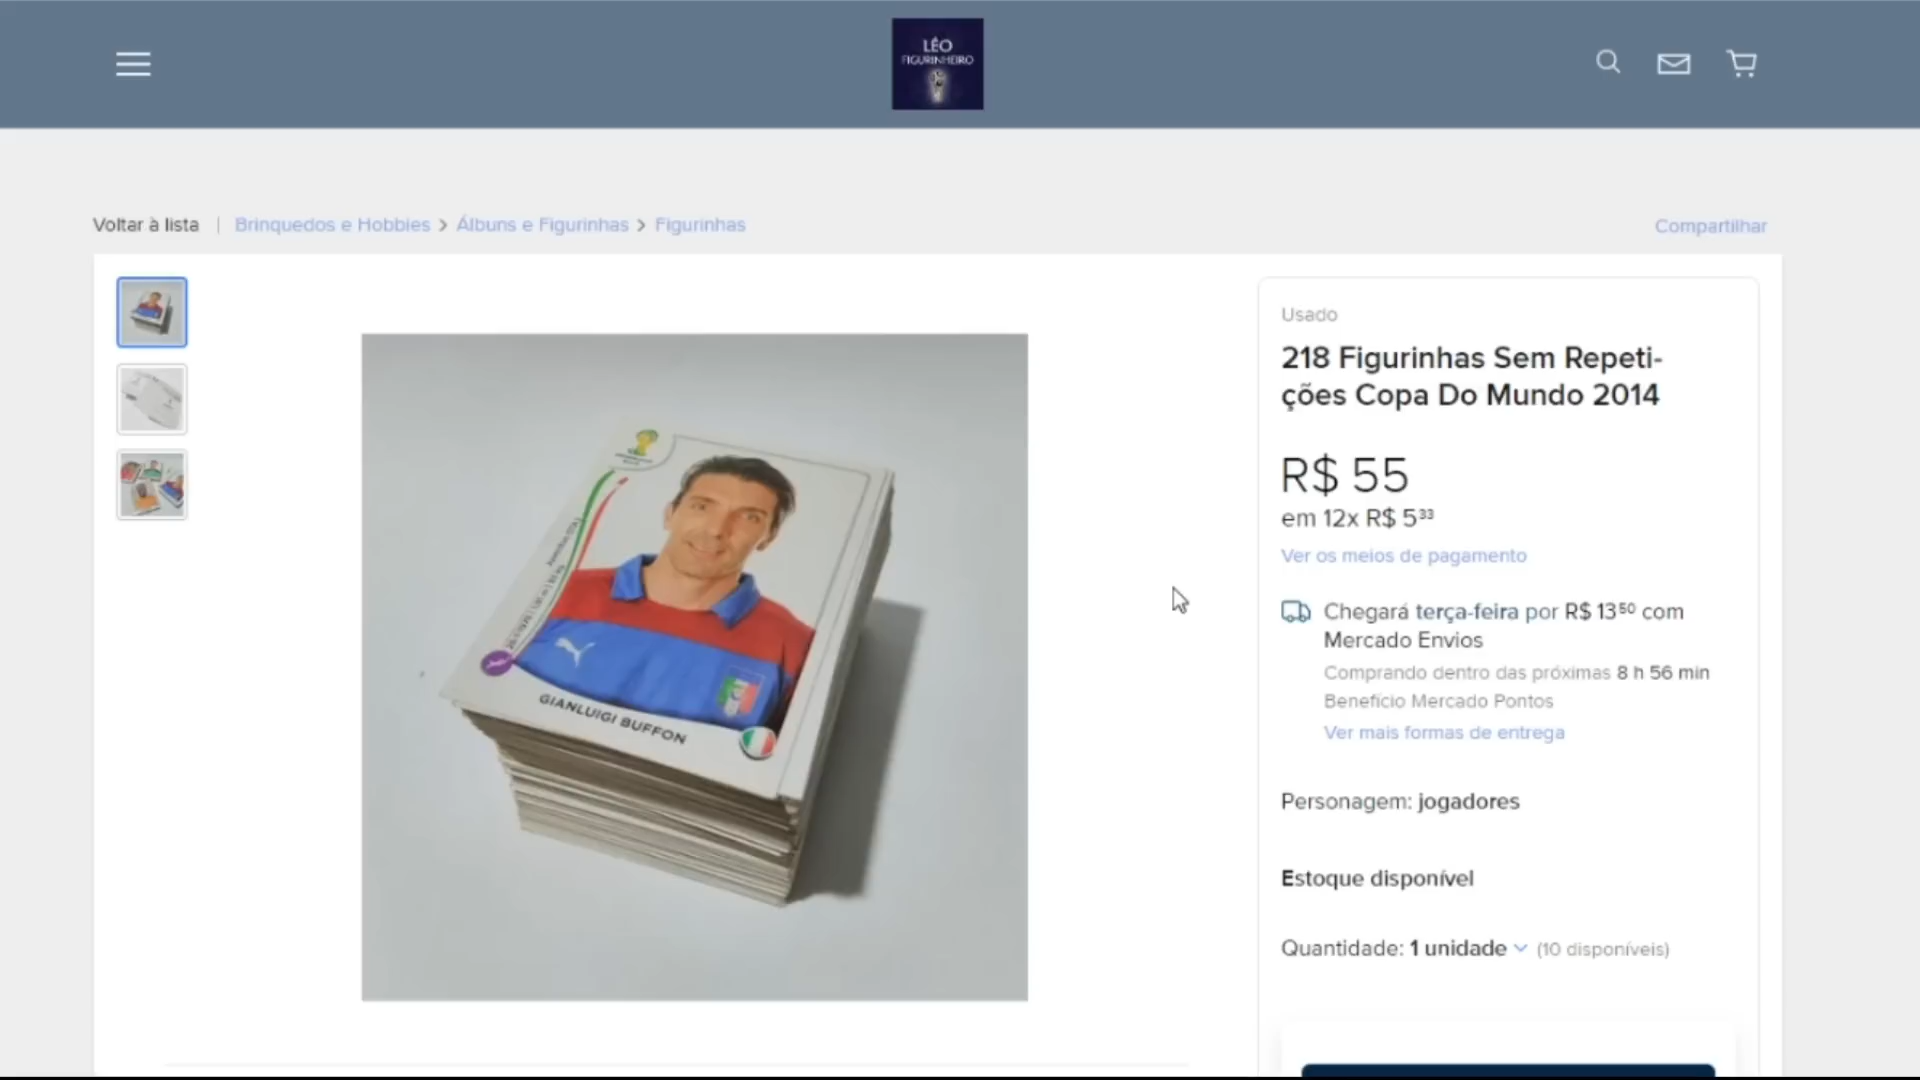 LÉO
FIGURINHEIRO
Voltar à lista | Brinquedos e Hobbies > Álbuns e Figurinhas > Figurinhas
Compartilhar
Usado
218 Figurinhas Sem Repeti-
ções Copa Do Mundo 2014
R$ 55
em 12x R$ 5³³
Ver os meios de pagamento
Chegará terça-feira por R$ 13⁵⁰ com
Mercado Envios
Comprando dentro das próximas 8 h 56 min
Benefício Mercado Pontos
Ver mais formas de entrega
Personagem: jogadores
Estoque disponível
Quantidade: 1 unidade (10 disponíveis)
GIANLUIGI BUFFON